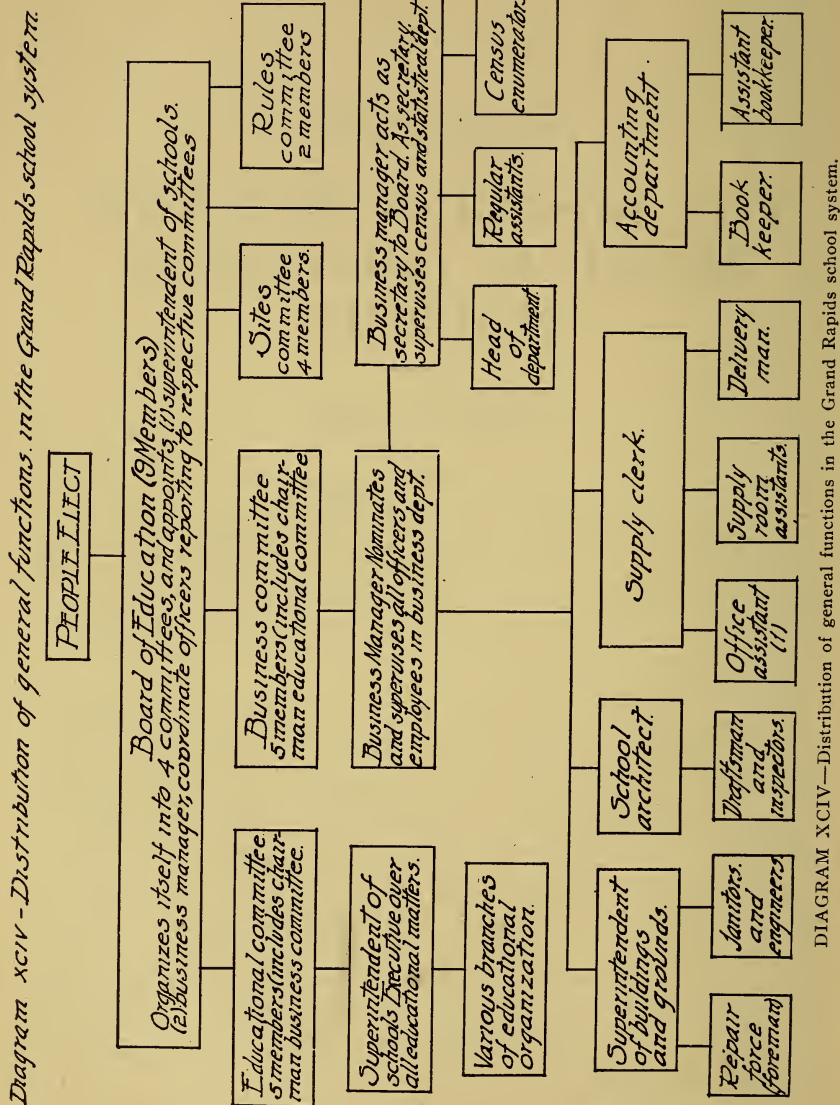 Diagram XCIV - Distribution of general functions. in the Grand Rapids school system.
PEOPLE ELECT
Board of Education (9 Members)
Organizes itself into 4 committees, and appoints, (1) superintendent of schools.
(2) business manager, coordinate officers reporting to respective committees
Educational committee.
5 members (includes chair-
man business committee.
Business committee
5 members (includes chair-
man educational committee
Sites
committee
4 members.
Rules
committee
2 members
Superintendent of
schools Executive over
all educational matters.
Business Manager Nominates
and supervises all officers and
employees in business dept.
Business manager acts as
secretary to Board. As secretary.
supervises census and statistical dept.
Various branches
of educational
organization.
Head
of
department.
Regular
assistants.
Census
enumerators
Superintendent
of buildings
and grounds.
School
architect.
Supply clerk.
Accounting
department.
Repair
force
(foreman)
Janitors.
and
engineers
Draftsman
and
inspectors.
Office
assistant
(1)
Supply
room
assistants.
Delivery
man.
Book
keeper.
Assistant
bookkeeper.
DIAGRAM XCIV—Distribution of general functions in the Grand Rapids school system.